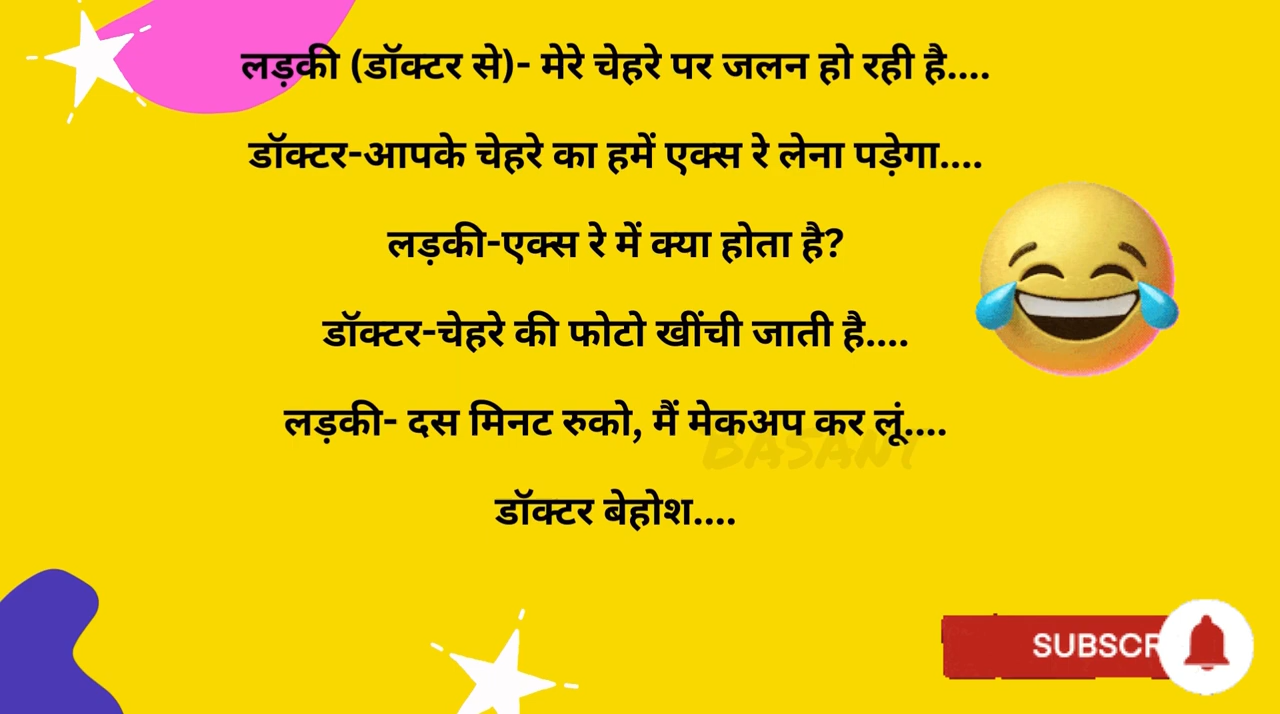 लड़की (डॉक्टर से)- मेरे चेहरे पर जलन हो रही है....
डॉक्टर-आपके चेहरे का हमें एक्स रे लेना पड़ेगा....
लड़की-एक्स रे में क्या होता है?
डॉक्टर-चेहरे की फोटो खींची जाती है....
लड़की- दस मिनट रुको, मैं मेकअप कर लूं....
BASANT
डॉक्टर बेहोश....
SUBSCR